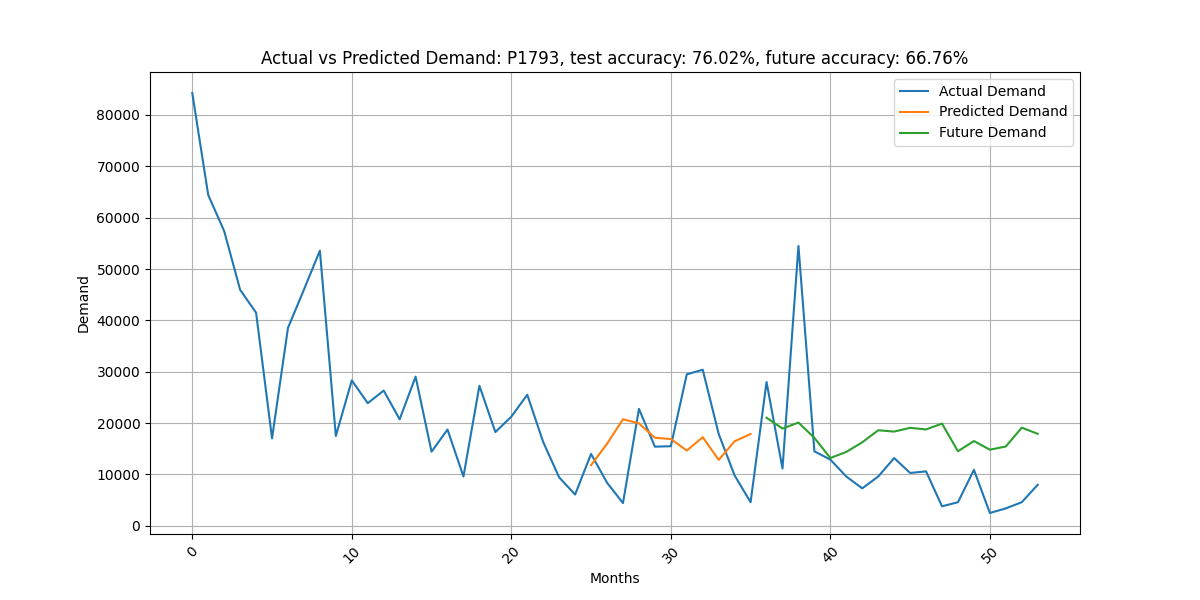 Actual vs Predicted Demand: P1793, test accuracy: 76.02%, future accuracy: 66.76%
Actual Demand
Predicted Demand
Future Demand
80000
70000
60000
50000
40000
30000
20000
10000
0
Demand
0
10
20
30
40
50
Months